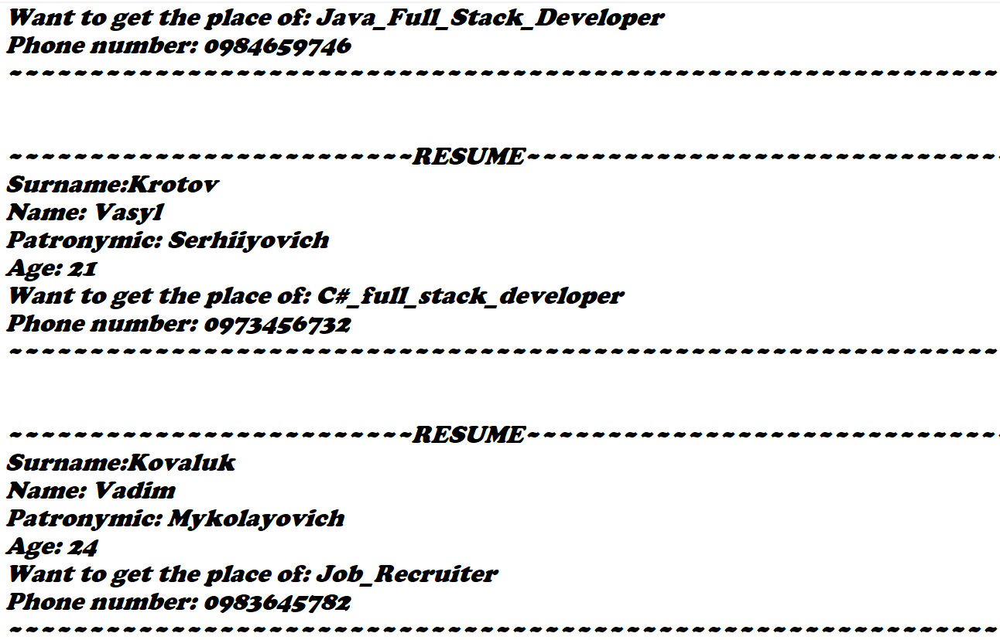 Want to get the place of: Java_Full_Stack_Developer
Phone number: 0984659746
~~~~~~~~~~~~~~~~~~~~~~~~~~~~~~~~~~~~~~~~~~~~~~~~~~~~~~~~~~~~~
~~~~~~~~~~~~~~~~~~~~~~~~~RESUME~~~~~~~~~~~~~~~~~~~~~~~~~~~~~
Surname:Krotov
Name: Vasyl
Patronymic: Serhiiyovich
Age: 21
Want to get the place of: C#_full_stack_developer
Phone number: 0973456732
~~~~~~~~~~~~~~~~~~~~~~~~~~~~~~~~~~~~~~~~~~~~~~~~~~~~~~~~~~~~~
~~~~~~~~~~~~~~~~~~~~~~~~~RESUME~~~~~~~~~~~~~~~~~~~~~~~~~~~~~
Surname:Kovaluk
Name: Vadim
Patronymic: Mykolayovich
Age: 24
Want to get the place of: Job_Recruiter
Phone number: 0983645782
~~~~~~~~~~~~~~~~~~~~~~~~~~~~~~~~~~~~~~~~~~~~~~~~~~~~~~~~~~~~~